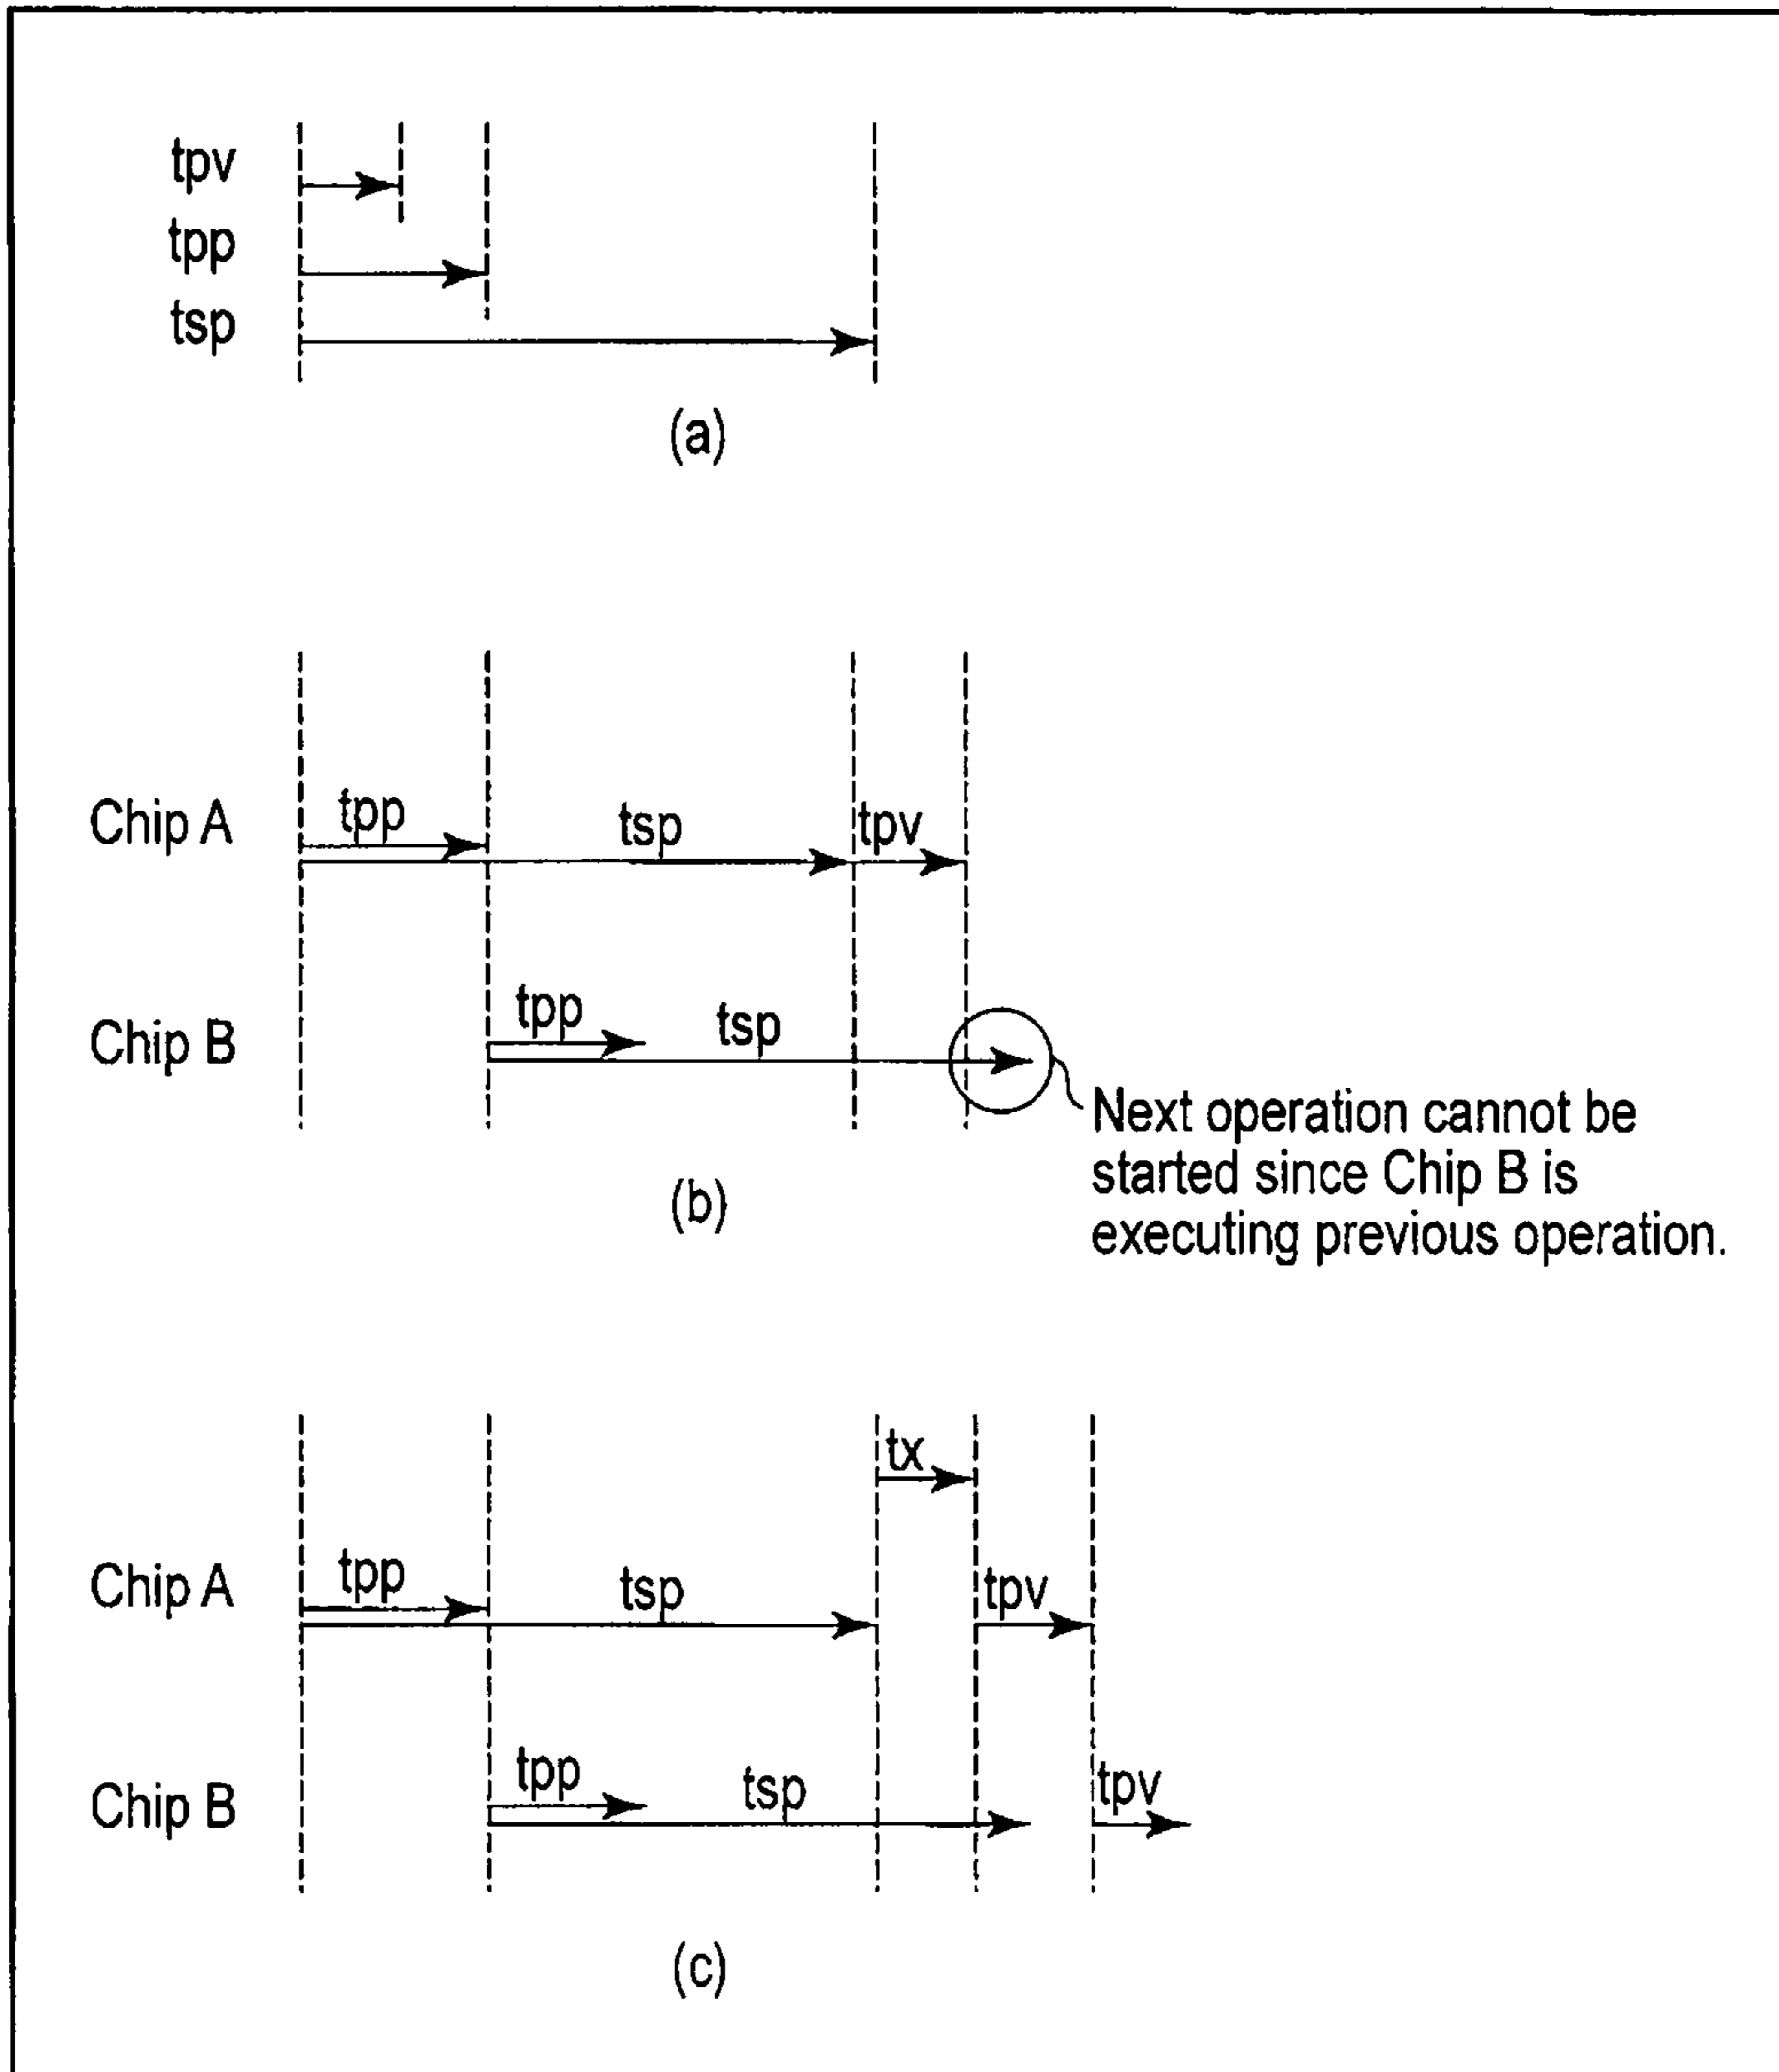 tpv
tpp
tsp
(a)
Chip A
tpp
tsp
tpv
Chip B
tpp
tsp
Next operation cannot be
started since Chip B is
executing previous operation.
(b)
tx
Chip A
tpp
tsp
tpv
Chip B
tpp
tsp
tpv
(c)